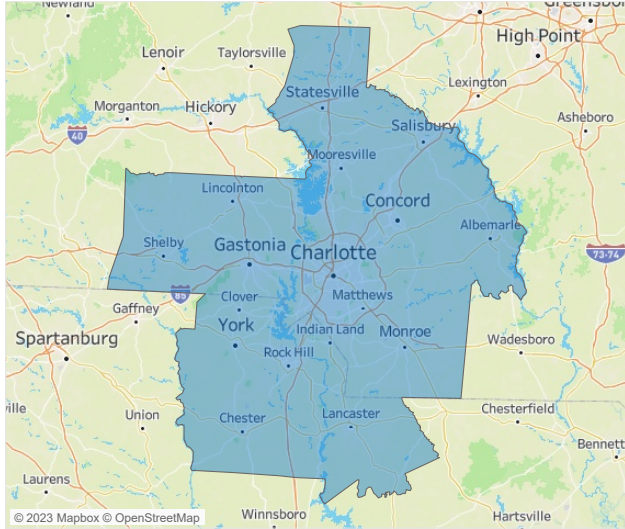 Newland
Greensboro
High Point
Lenoir
Taylorsville
Lexington
Statesville
Morganton
Hickory
Asheboro
Salisbury
40
Mooresville
Lincolnton
Concord
Albemarle
Shelby
Gastonia
Charlotte
73-74
85
Clover
Matthews
Gaffney
York
Indian Land
Monroe
Spartanburg
Wadesboro
Rock Hill
ville
Union
Chester
Lancaster
Chesterfield
Bennett
Laurens
Winnsboro
Hartsville
© 2023 Mapbox © OpenStreetMap